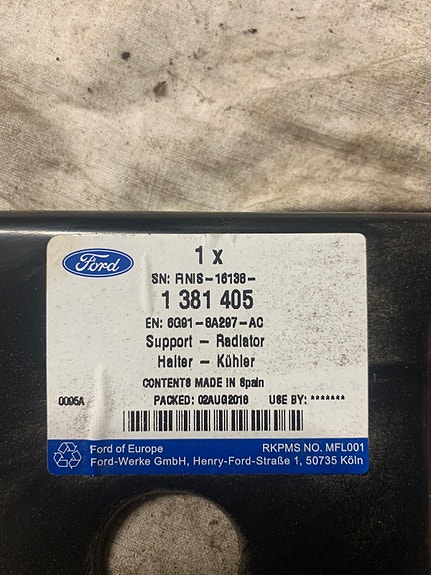 Ford
1 x
SN: FINIS-16138-
1 381 405
EN: 6G91-8A297-AC
Support - Radiator
Halter - Kühler
CONTENTS MADE IN Spain
0095A PACKED: 02AUG2016 USE BY: *******
Ford of Europe RKPMS NO. MFL001
Ford-Werke GmbH, Henry-Ford-Straße 1, 50735 Köln